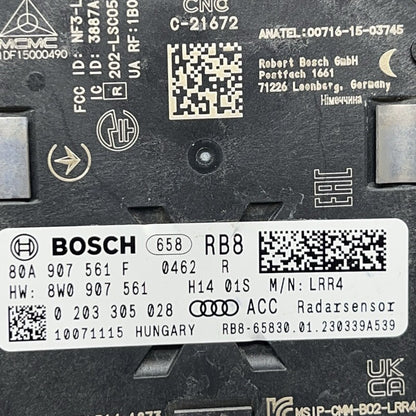 MCMC
DF15000490
FCC ID: NF3-L
IC ID: 3887A
R 202-LSC05
UA RF: 1B0
CNC
C-21672
ANATEL:00716-15-03745
Robert Bosch GmbH
Postfach 1661
71226 Leonberg, Germany
Німеччина
EAC
BOSCH 658 RB8
80A 907 561 F 0462 R
HW: 8W0 907 561 H14 01S M/N: LRR4
0 203 305 028 ACC Radarsensor
10071115 HUNGARY RB8-65830.01.230339A539
UK
CA
MSIP-CMM-B02-LRR4